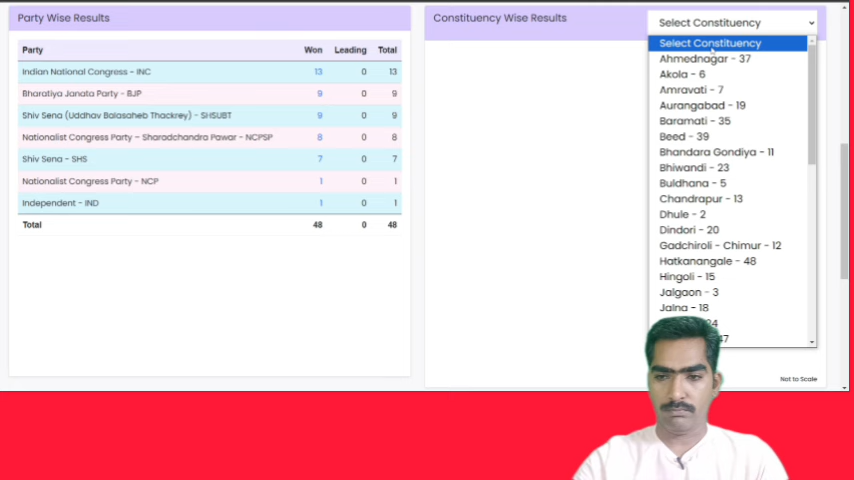 Party Wise Results
Party Won Leading Total
Indian National Congress - INC 13 0 13
Bharatiya Janata Party - BJP 9 0 9
Shiv Sena (Uddhav Balasaheb Thackrey) - SHSUBT 9 0 9
Nationalist Congress Party – Sharadchandra Pawar - NCPSP 8 0 8
Shiv Sena - SHS 7 0 7
Nationalist Congress Party - NCP 1 0 1
Independent - IND 1 0 1
Total 48 0 48
Constituency Wise Results
Select Constituency
Select Constituency
Ahmednagar - 37
Akola - 6
Amravati - 7
Aurangabad - 19
Baramati - 35
Beed - 39
Bhandara Gondiya - 11
Bhiwandi - 23
Buldhana - 5
Chandrapur - 13
Dhule - 2
Dindori - 20
Gadchiroli - Chimur - 12
Hatkanangale - 48
Hingoli - 15
Jalgaon - 3
Jalna - 18
Not to Scale